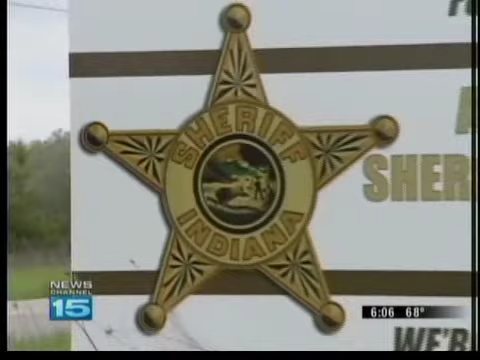 SHERIFF
INDIANA
SHER
NEWS
CHANNEL
15
6:06 68°
WE'R